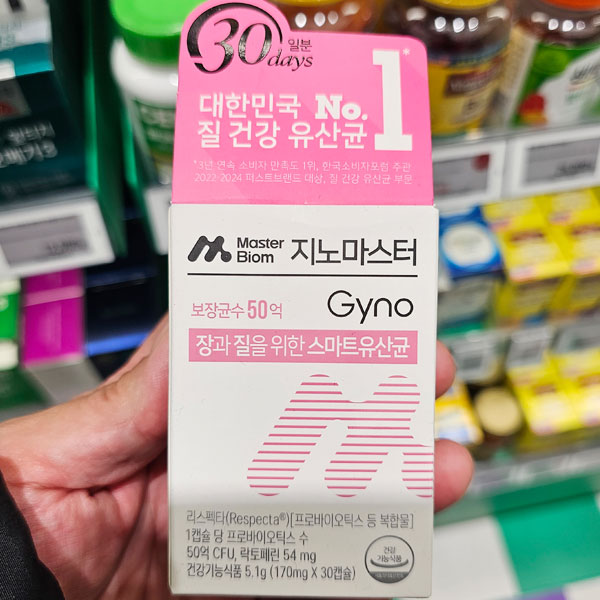 30 일분
days
대한민국 No. 1*
질 건강 유산균
*3년 연속 소비자 만족도 1위, 한국소비자포럼 주관
2022-2024 퍼스트브랜드 대상, 질 건강 유산균 부문
Master
Biom 지노마스터
보장균수 50억 Gyno
장과 질을 위한 스마트유산균
리스펙타(Respecta®)[프로바이오틱스 등 복합물]
1캡슐 당 프로바이오틱스 수
50억 CFU, 락토페린 54 mg
건강기능식품 5.1g (170mg X 30캡슐)
건강
기능식품